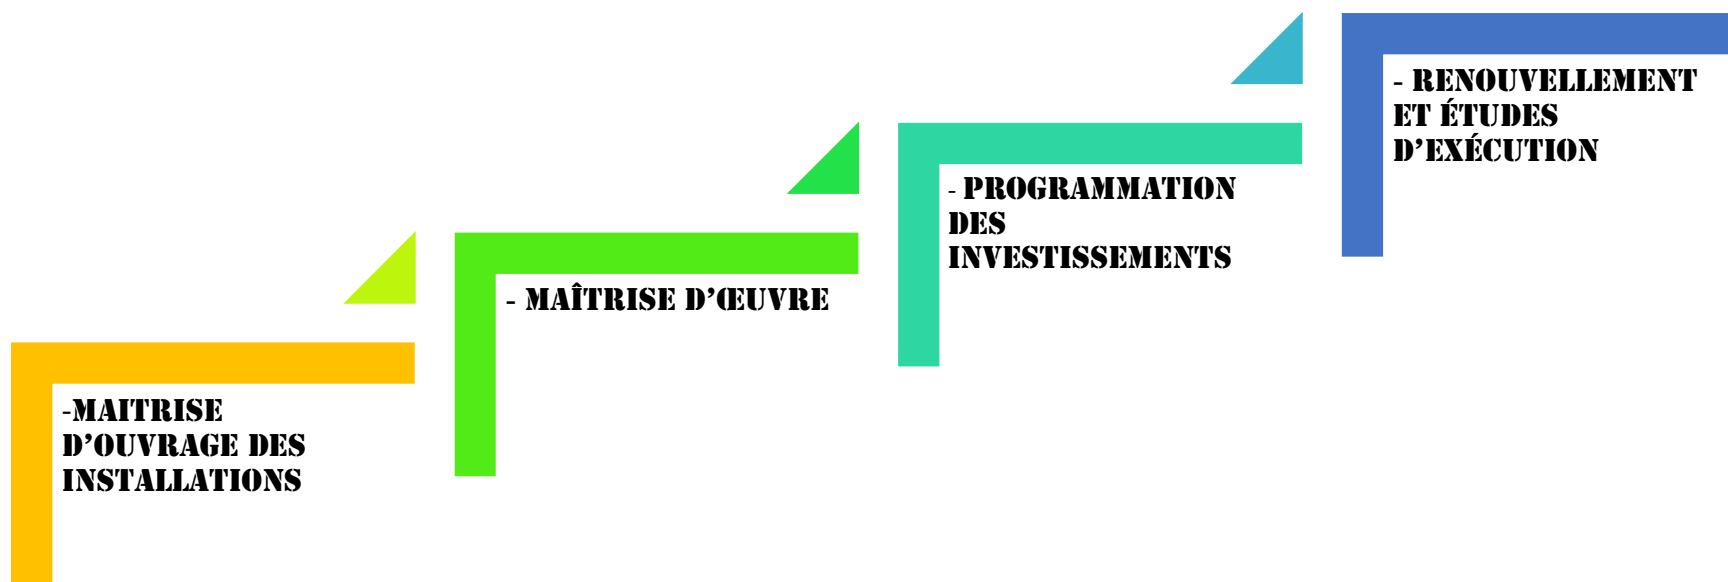 -MAITRISE
D'OUVRAGE DES
INSTALLATIONS
- MAÎTRISE D'ŒUVRE
- PROGRAMMATION
DES
INVESTISSEMENTS
- RENOUVELLEMENT
ET ÉTUDES
D'EXÉCUTION